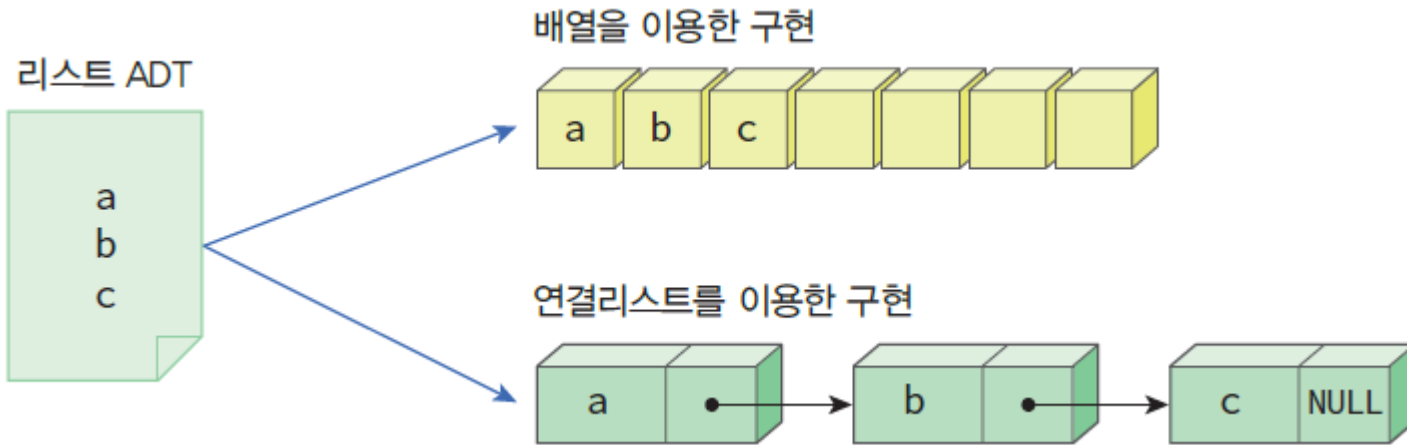 배열을 이용한 구현
리스트 ADT
a b c
a
b
c
연결리스트를 이용한 구현
a b c NULL